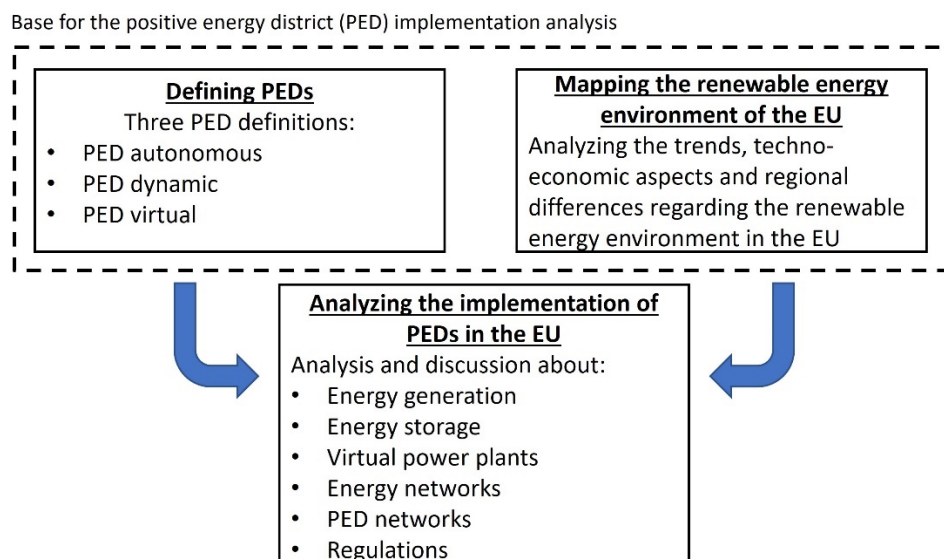 Base for the positive energy district (PED) implementation analysis
Defining PEDs
Three PED definitions:
• PED autonomous
• PED dynamic
• PED virtual
Mapping the renewable energy
environment of the EU
Analyzing the trends, techno-
economic aspects and regional
differences regarding the renewable
energy environment in the EU
Analyzing the implementation of
PEDs in the EU
Analysis and discussion about:
• Energy generation
• Energy storage
• Virtual power plants
• Energy networks
• PED networks
• Regulations